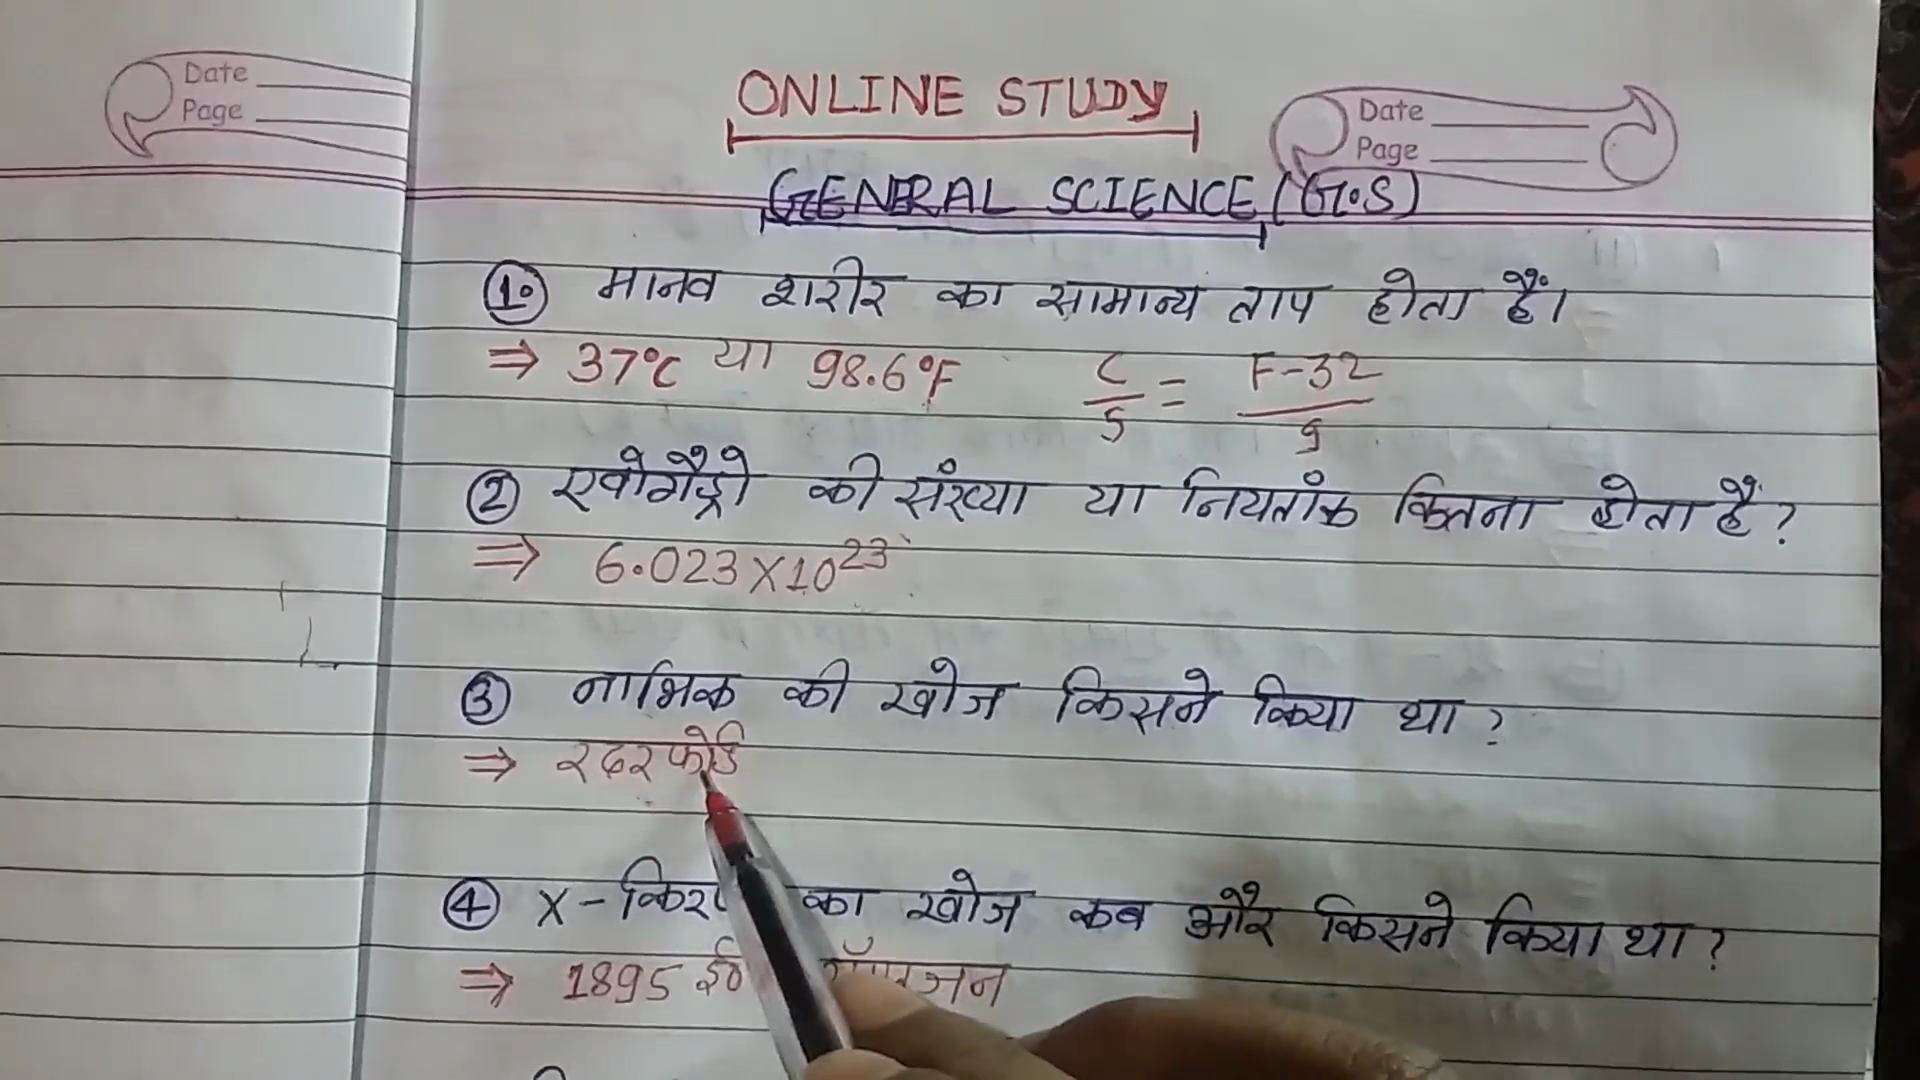 Date
Page
ONLINE STUDY
Date
Page
GENERAL SCIENCE (G.S)
①. मानव शरीर का सामान्य ताप होता हैं।
⇒ 37°C या 98.6°F C/5 = F-32/9
② एवोगैद्रो की संख्या या नियतांक कितना होता हैं ?
⇒ 6.023 X 10²³
③ नाभिक की खोज किसने किया था ?
⇒ रदरफोर्ड
④ X-किरण का खोज कब और किसने किया था ?
⇒ 1895 ई०